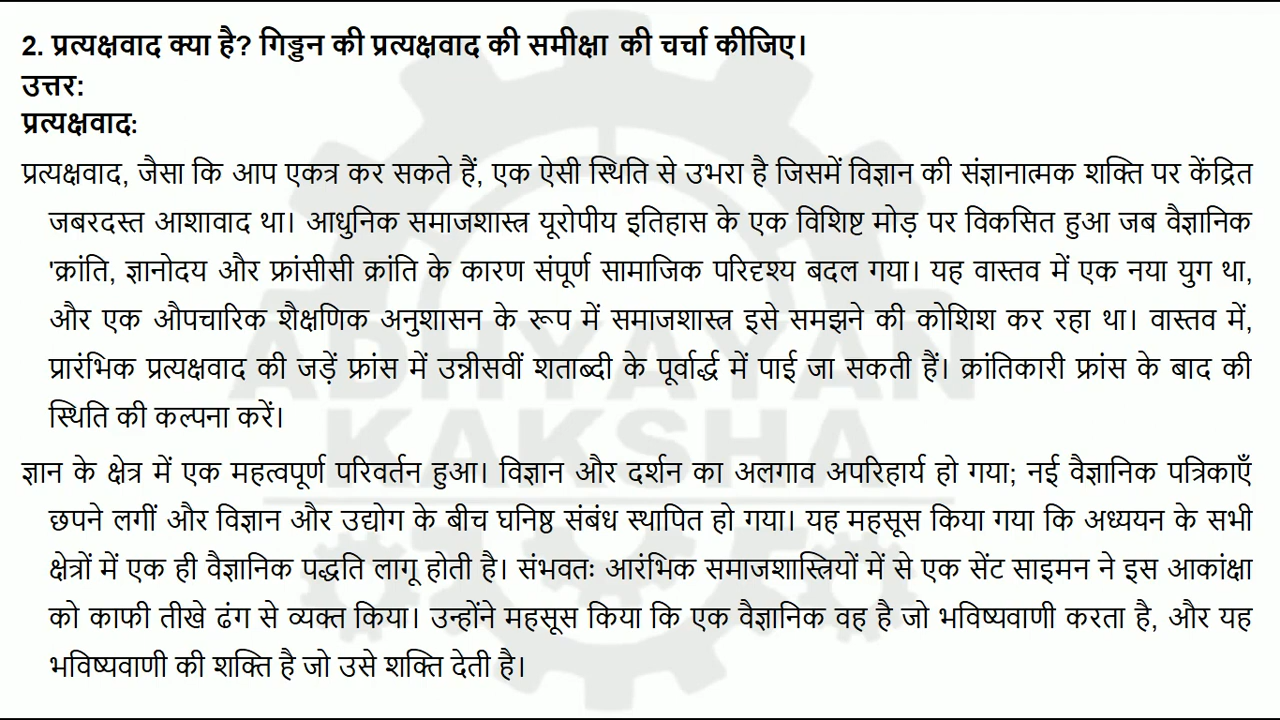 2. प्रत्यक्षवाद क्या है? गिड्डन की प्रत्यक्षवाद की समीक्षा की चर्चा कीजिए।
उत्तर:
प्रत्यक्षवाद:
प्रत्यक्षवाद, जैसा कि आप एकत्र कर सकते हैं, एक ऐसी स्थिति से उभरा है जिसमें विज्ञान की संज्ञानात्मक शक्ति पर केंद्रित
जबरदस्त आशावाद था। आधुनिक समाजशास्त्र यूरोपीय इतिहास के एक विशिष्ट मोड़ पर विकसित हुआ जब वैज्ञानिक
'क्रांति, ज्ञानोदय और फ्रांसीसी क्रांति के कारण संपूर्ण सामाजिक परिदृश्य बदल गया। यह वास्तव में एक नया युग था,
और एक औपचारिक शैक्षणिक अनुशासन के रूप में समाजशास्त्र इसे समझने की कोशिश कर रहा था। वास्तव में,
प्रारंभिक प्रत्यक्षवाद की जड़ें फ्रांस में उन्नीसवीं शताब्दी के पूर्वार्द्ध में पाई जा सकती हैं। क्रांतिकारी फ्रांस के बाद की
स्थिति की कल्पना करें।
ज्ञान के क्षेत्र में एक महत्वपूर्ण परिवर्तन हुआ। विज्ञान और दर्शन का अलगाव अपरिहार्य हो गया; नई वैज्ञानिक पत्रिकाएँ
छपने लगीं और विज्ञान और उद्योग के बीच घनिष्ठ संबंध स्थापित हो गया। यह महसूस किया गया कि अध्ययन के सभी
क्षेत्रों में एक ही वैज्ञानिक पद्धति लागू होती है। संभवतः आरंभिक समाजशास्त्रियों में से एक सेंट साइमन ने इस आकांक्षा
को काफी तीखे ढंग से व्यक्त किया। उन्होंने महसूस किया कि एक वैज्ञानिक वह है जो भविष्यवाणी करता है, और यह
भविष्यवाणी की शक्ति है जो उसे शक्ति देती है।
ADHYAYAN
KAKSHA